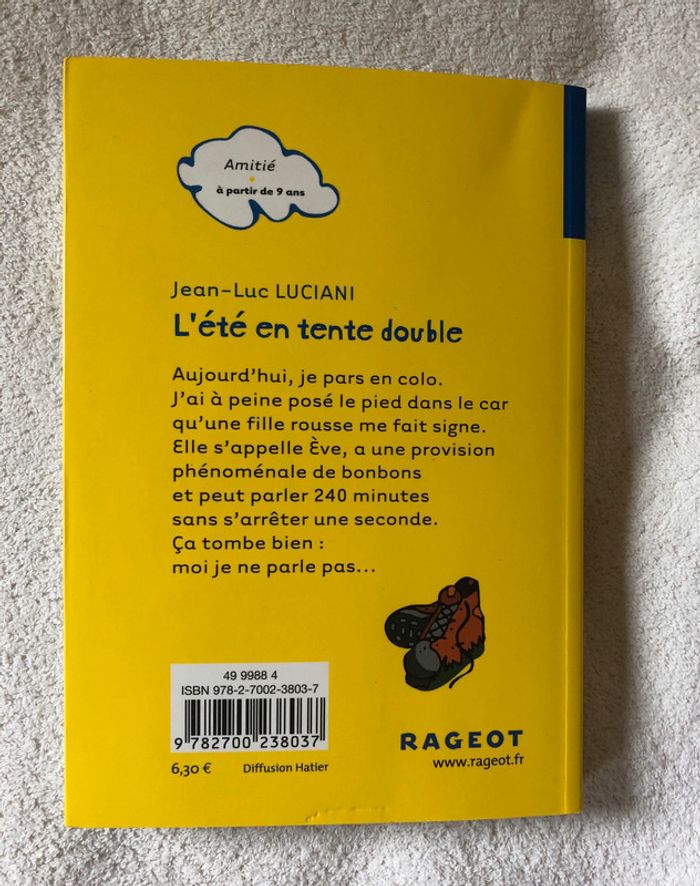 Amitié
à partir de 9 ans
Jean-Luc LUCIANI
L'été en tente double
Aujourd'hui, je pars en colo.
J'ai à peine posé le pied dans le car
qu'une fille rousse me fait signe.
Elle s'appelle Ève, a une provision
phénoménale de bonbons
et peut parler 240 minutes
sans s'arrêter une seconde.
Ça tombe bien :
moi je ne parle pas...
49 9988 4
ISBN 978-2-7002-3803-7
9 782700 238037
6,30 € Diffusion Hatier
RAGEOT
www.rageot.fr